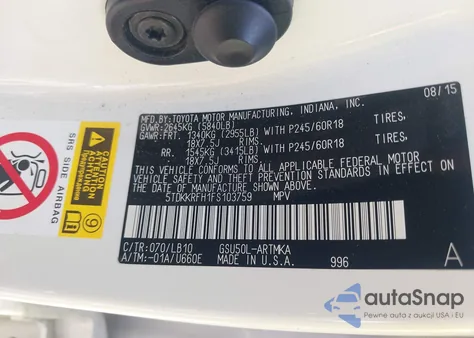 MFD.BY: TOYOTA MOTOR MANUFACTURING, INDIANA, INC. 08/15
GVWR: 2645KG (5840LB)
GAWR: FRT. 1340KG (2955LB) WITH P245/60R18 TIRES,
18X7.5J RIMS
RR. 1545KG (3415LB) WITH P245/60R18 TIRES,
18X7.5J RIMS
THIS VEHICLE CONFORMS TO ALL APPLICABLE FEDERAL MOTOR
VEHICLE SAFETY AND THEFT PREVENTION STANDARDS IN EFFECT
ON THE DATE OF MANUFACTURE SHOWN ABOVE.
5TDKKRFH1FS103759 MPV
C/TR: 070/LB10 GSU50L-ARTMKA
A/TM: -01A/U660E MADE IN U.S.A. 996 A
SRS SIDE AIRBAG
ATTENTION
CAUTION
autaSnap
Pewne auta z aukcji USA i EU